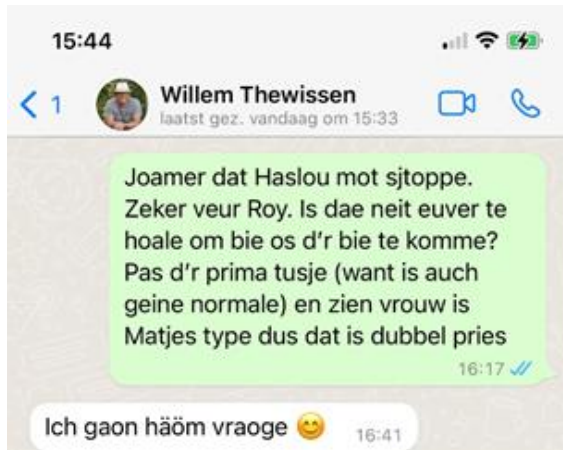 15:44
1
Willem Thewissen
laatst gez. vandaag om 15:33
Joamer dat Haslou mot sjtoppe.
Zeker veur Roy. Is dae neit euver te
hoale om bie os d’r bie te komme?
Pas d’r prima tusje (want is auch
geine normale) en zien vrouw is
Matjes type dus dat is dubbel pries
16:17
Ich gaon hääm vraoge 😊
16:41